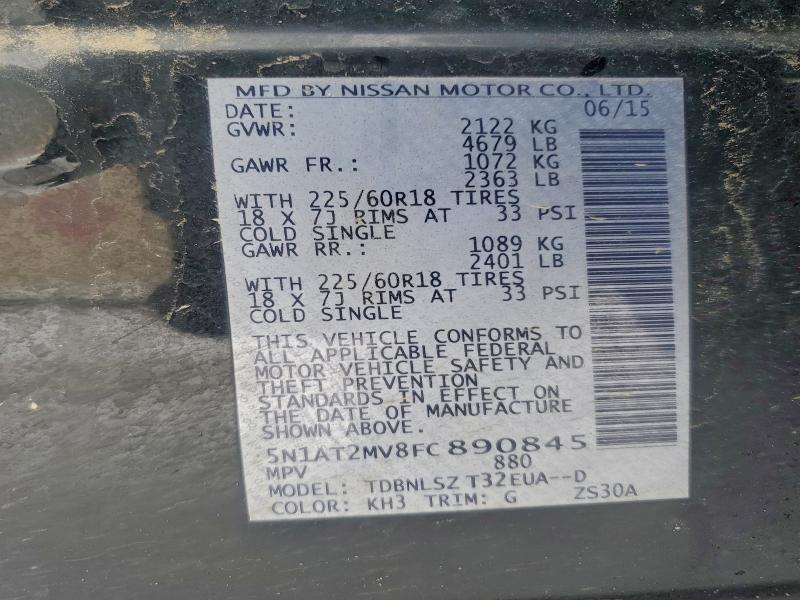 MFD BY NISSAN MOTOR CO., LTD.
DATE: 06/15
GVWR: 2122 KG
4679 LB
GAWR FR.: 1072 KG
2363 LB
WITH 225/60R18 TIRES
18 X 7J RIMS AT 33 PSI
COLD SINGLE
GAWR RR.: 1089 KG
2401 LB
WITH 225/60R18 TIRES
18 X 7J RIMS AT 33 PSI
COLD SINGLE
THIS VEHICLE CONFORMS TO
ALL APPLICABLE FEDERAL
MOTOR VEHICLE SAFETY AND
THEFT PREVENTION
STANDARDS IN EFFECT ON
THE DATE OF MANUFACTURE
SHOWN ABOVE.
5N1AT2MV8FC890845
MPV 880
MODEL: TDBNLSZ T32EUA--D
COLOR: KH3 TRIM: G ZS30A